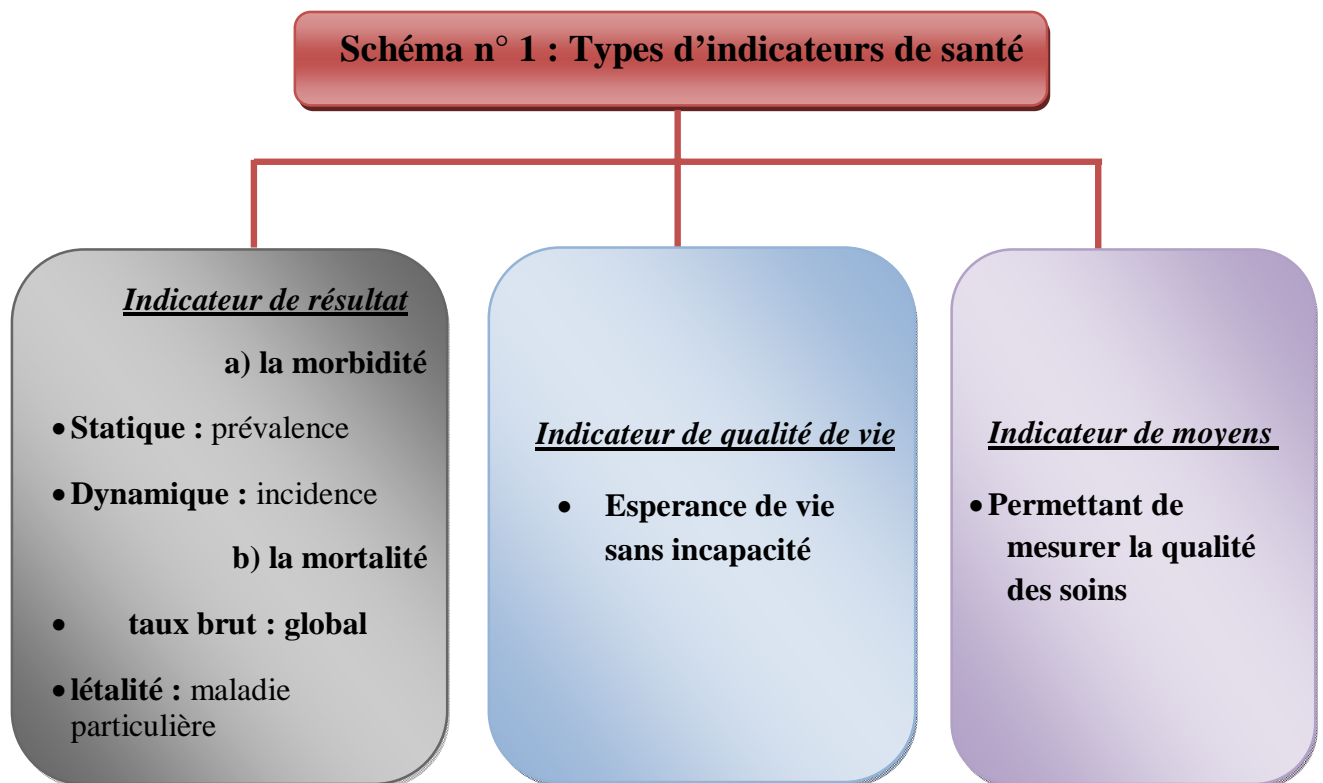 Schéma n° 1 : Types d’indicateurs de santé
Indicateur de résultat
a) la morbidité
• Statique : prévalence
• Dynamique : incidence
b) la mortalité
• taux brut : global
• létalité : maladie
particulière
Indicateur de qualité de vie
• Esperance de vie
sans incapacité
Indicateur de moyens
• Permettant de
mesurer la qualité
des soins